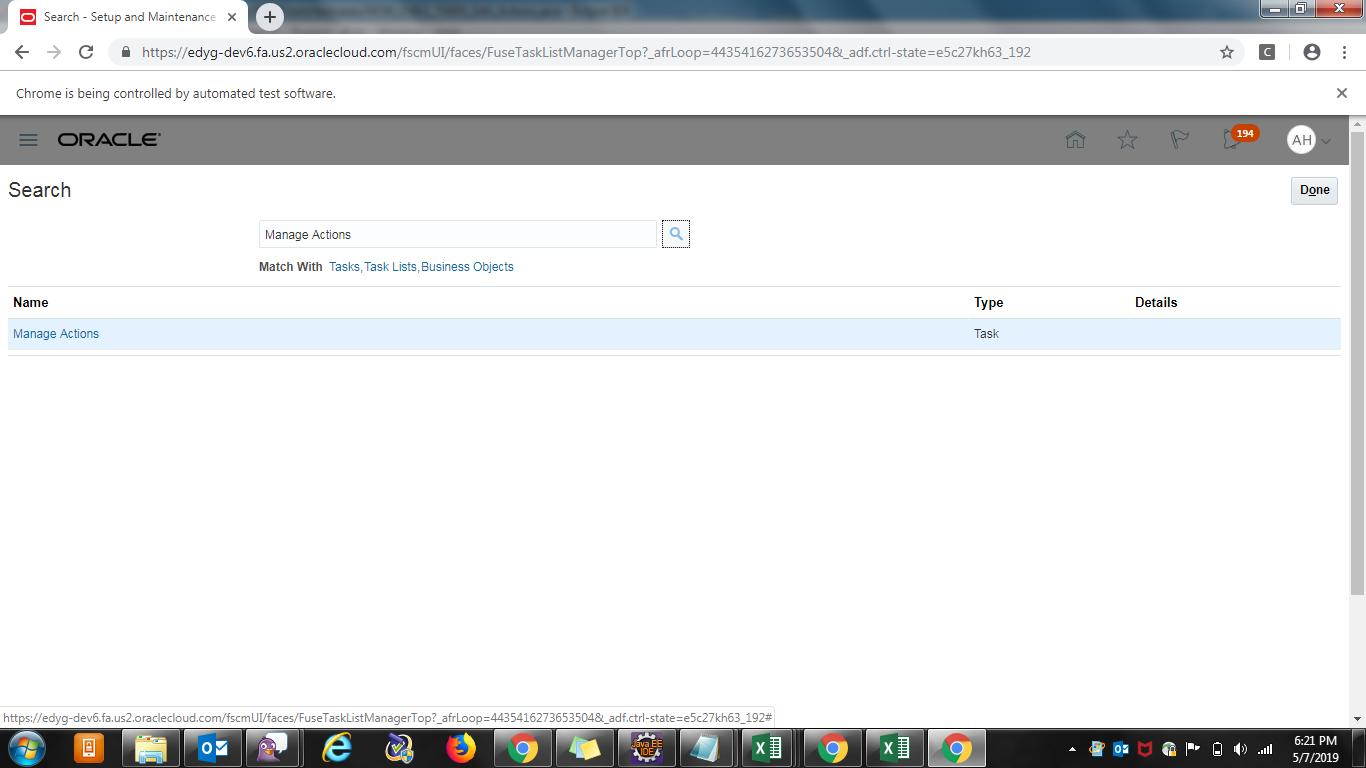 Search - Setup and Maintenance
https://edyg-dev6.fa.us2.oraclecloud.com/fscmUI/faces/FuseTaskListManagerTop?_afrLoop=4435416273653504&_adf.ctrl-state=e5c27kh63_192
C
Chrome is being controlled by automated test software.
ORACLE
194
AH
Search
Done
Manage Actions
Match With Tasks, Task Lists, Business Objects
Name Type Details
Manage Actions Task
https://edyg-dev6.fa.us2.oraclecloud.com/fscmUI/faces/FuseTaskListManagerTop?_afrLoop=4435416273653504&_adf.ctrl-state=e5c27kh63_192#
Java EE
IDE
6:21 PM
5/7/2019